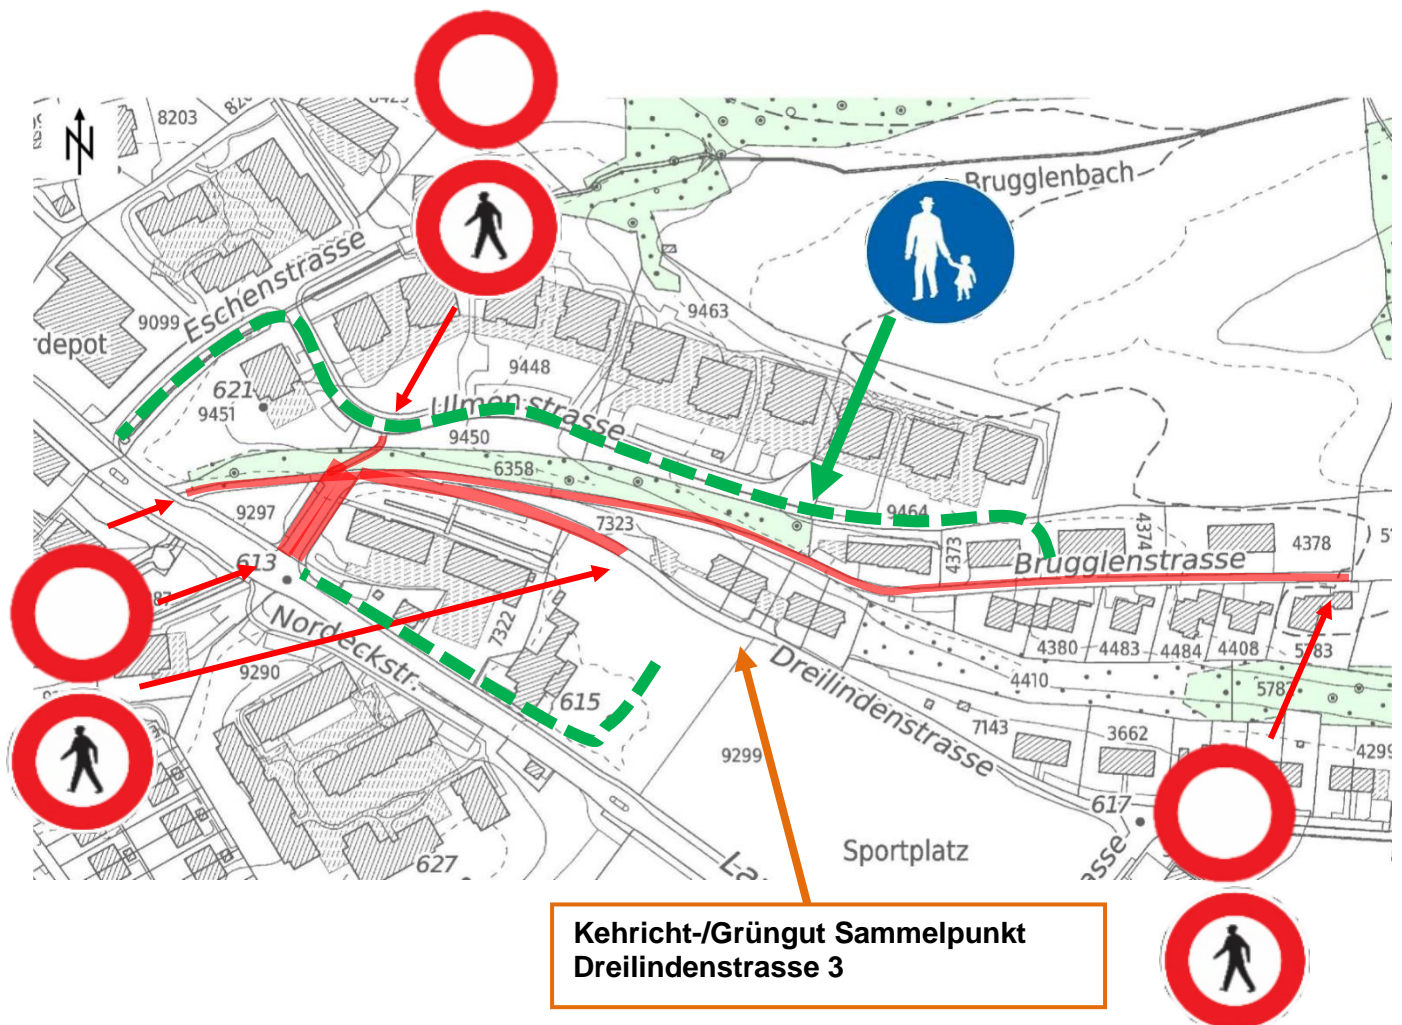 8203
8425
N
Brugglenbach
Eschenstrasse
9099
9463
depot
9448
621
9451
Ulmenstrasse
9450
6358
9297
7323
9464
4373
4374
4378
Brugglenstrasse
613
7322
Nordeckstr.
9290
4380
4483
4484
4408
5783
4410
615
Dreilindenstrasse
5787
7143
3662
9299
4299
617
627
Sportplatz
Kehricht-/Grüngut Sammelpunkt
Dreilindenstrasse 3